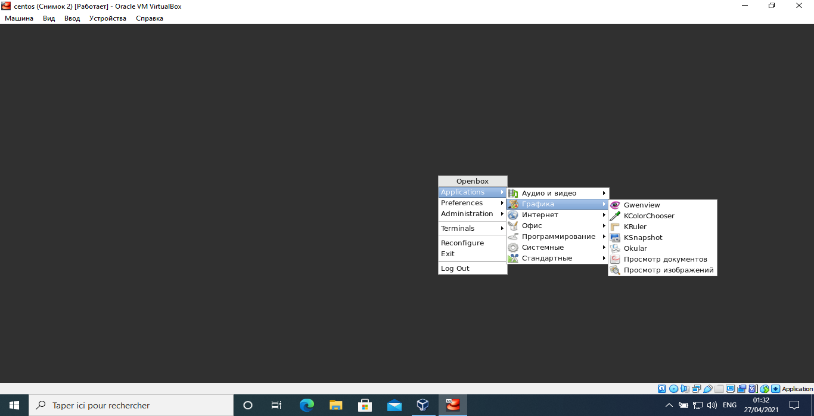 centos (Снимок 2) [Работает] - Oracle VM VirtualBox
Машина Вид Ввод Устройства Справка
Openbox
Applications
Preferences
Administration
Terminals
Reconfigure
Exit
Log Out
Аудио и видео
Графика
Интернет
Офис
Программирование
Системные
Стандартные
Gwenview
KColorChooser
KRuler
KSnapshot
Okular
Просмотр документов
Просмотр изображений
Application
Taper ici pour rechercher
ENG
01:32
27/04/2021